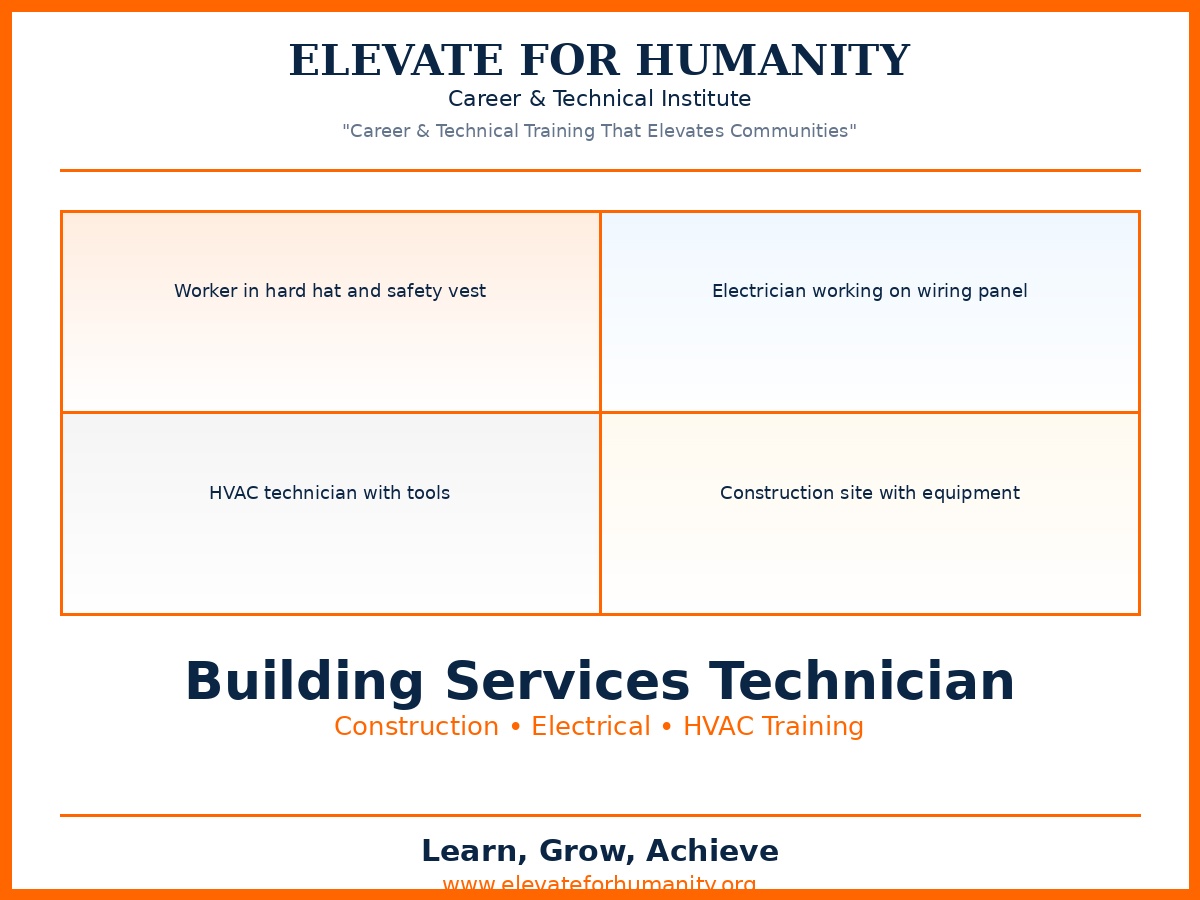 ELEVATE FOR HUMANITY
Career & Technical Institute
"Career & Technical Training That Elevates Communities"
Worker in hard hat and safety vest
Electrician working on wiring panel
HVAC technician with tools
Construction site with equipment
Building Services Technician
Construction • Electrical • HVAC Training
Learn, Grow, Achieve
www.elevateforhumanity.org